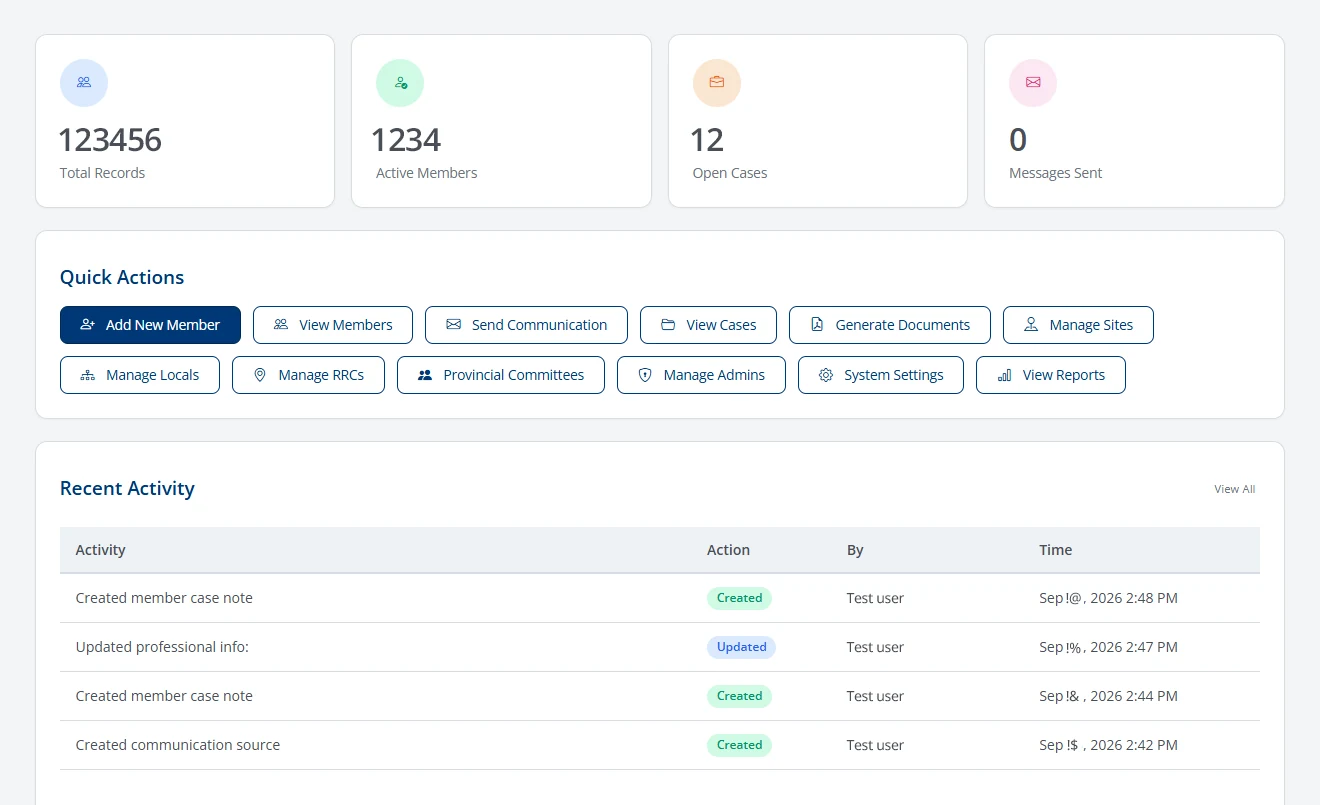 123456
Total Records
1234
Active Members
12
Open Cases
0
Messages Sent
Quick Actions
Add New Member View Members Send Communication View Cases Generate Documents Manage Sites
Manage Locals Manage RRCs Provincial Committees Manage Admins System Settings View Reports
Recent Activity View All
Activity Action By Time
Created member case note Created Test user Sep !@ , 2026 2:48 PM
Updated professional info: Updated Test user Sep !% , 2026 2:47 PM
Created member case note Created Test user Sep !& , 2026 2:44 PM
Created communication source Created Test user Sep !$ , 2026 2:42 PM